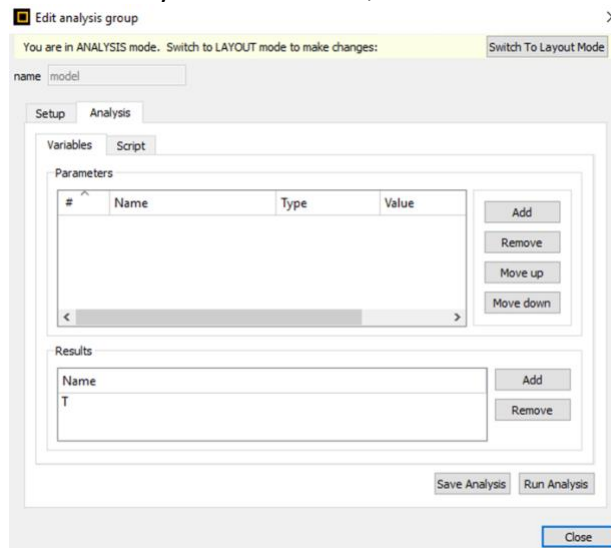 Edit analysis group
You are in ANALYSIS mode. Switch to LAYOUT mode to make changes:
Switch To Layout Mode
name model
Setup Analysis
Variables Script
Parameters
# Name Type Value
Add
Remove
Move up
Move down
Results
Name
T
Add
Remove
Save Analysis Run Analysis
Close